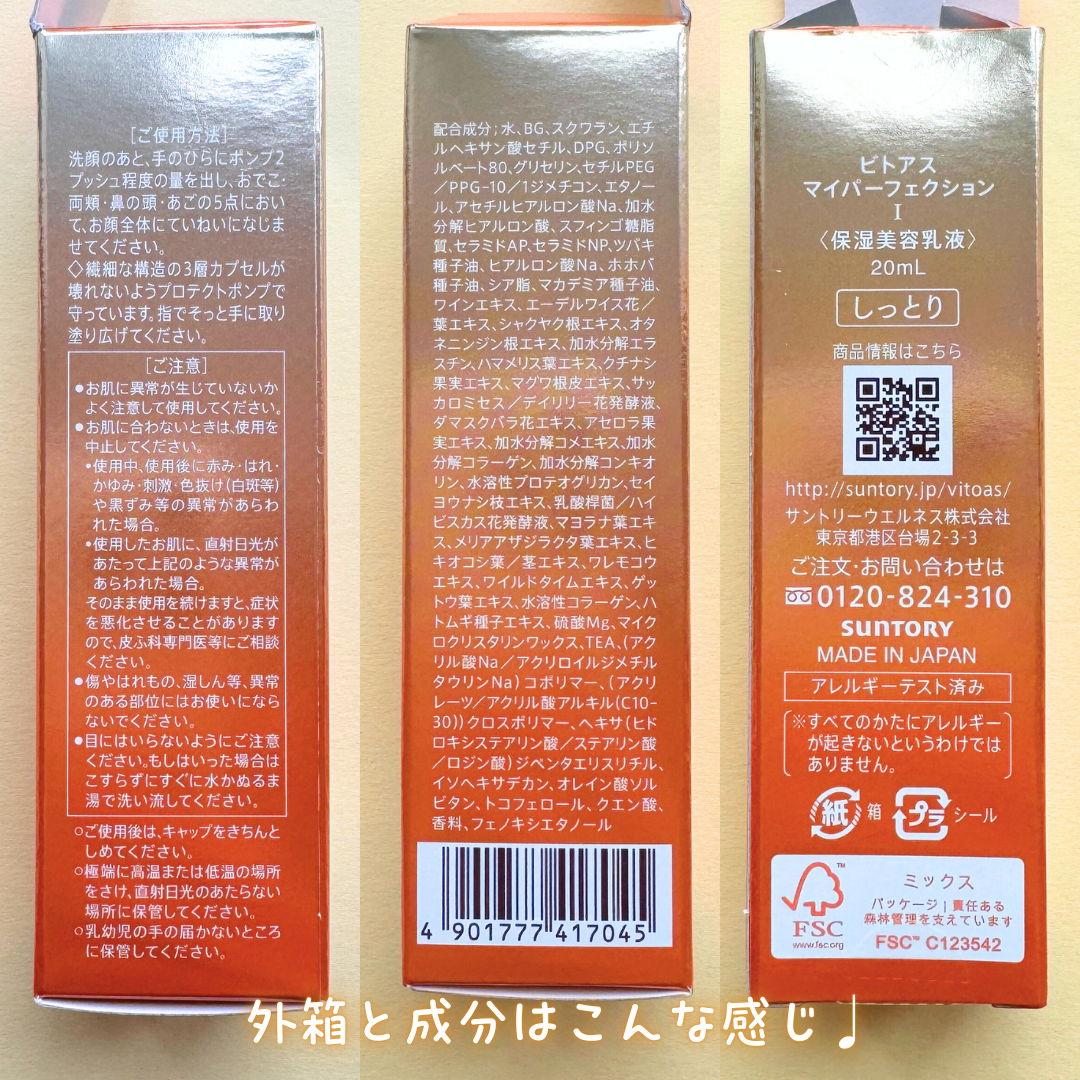 ［ご使用方法］
洗顔のあと、手のひらにポンプ2
プッシュ程度の量を出し、おでこ・
両頬・鼻の頭・あごの5点におい
て、お顔全体にていねいになじま
せてください。
◇繊細な構造の3層カプセルが
壊れないようプロテクトポンプで
守っています。指でそっと手に取り
塗り広げてください。
［ご注意］
●お肌に異常が生じていないか
よく注意して使用してください。
●お肌に合わないときは、使用を
中止してください。
•使用中、使用後に赤み・はれ・
かゆみ・刺激・色抜け(白斑等)
や黒ずみ等の異常があらわ
れた場合。
•使用したお肌に、直射日光が
あたって上記のような異常が
あらわれた場合。
そのまま使用を続けますと、症状
を悪化させることがあります
ので、皮ふ科専門医等にご相談
ください。
●傷やはれもの、湿しん等、異常
のある部位にはお使いになら
ないでください。
●目にはいらないようにご注意
ください。もしはいった場合は
こすらずにすぐに水かぬるま
湯で洗い流してください。
○ご使用後は、キャップをきちんと
しめてください。
○極端に高温または低温の場所
をさけ、直射日光のあたらない
場所に保管してください。
○乳幼児の手の届かないところ
に保管してください。
配合成分；水、BG、スクワラン、エチ
ルヘキサン酸セチル、DPG、ポリソ
ルベート80、グリセリン、セチルPEG
／PPG-10／1ジメチコン、エタノー
ル、アセチルヒアルロン酸Na、加水
分解ヒアルロン酸、スフィンゴ糖脂
質、セラミドAP、セラミドNP、ツバキ
種子油、ヒアルロン酸Na、ホホバ
種子油、シア脂、マカデミア種子油、
ワインエキス、エーデルワイス花／
葉エキス、シャクヤク根エキス、オタ
ネニンジン根エキス、加水分解エラ
スチン、ハマメリス葉エキス、クチナシ
果実エキス、マグワ根皮エキス、サッ
カロミセス／デイリリー花発酵液、
ダマスクバラ花エキス、アセロラ果
実エキス、加水分解コメエキス、加水
分解コラーゲン、加水分解コンキオ
リン、水溶性プロテオグリカン、セイ
ヨウナシ枝エキス、乳酸桿菌／ハイ
ビスカス花発酵液、マヨラナ葉エキ
ス、メリアアザジラクタ葉エキス、ヒ
キオコシ葉／茎エキス、ワレモコウ
エキス、ワイルドタイムエキス、ゲッ
トウ葉エキス、水溶性コラーゲン、ハ
トムギ種子エキス、硫酸Mg、マイク
ロクリスタリンワックス、TEA、(アク
リル酸Na／アクリロイルジメチル
タウリンNa)コポリマー、(アクリ
レーツ／アクリル酸アルキル(C10-
30))クロスポリマー、ヘキサ(ヒド
ロキシステアリン酸／ステアリン酸
／ロジン酸)ジペンタエリスリチル、
イソヘキサデカン、オレイン酸ソル
ビタン、トコフェロール、クエン酸、
香料、フェノキシエタノール
4 901777 417045
ビトアス
マイパーフェクション
I
〈保湿美容乳液〉
20mL
しっとり
商品情報はこちら
http://suntory.jp/vitoas/
サントリーウエルネス株式会社
東京都港区台場2-3-3
ご注文・お問い合わせは
0120-824-310
SUNTORY
MADE IN JAPAN
アレルギーテスト済み
※すべてのかたにアレルギー
が起きないというわけでは
ありません。
紙 箱 プラ シール
FSC
www.fsc.org
ミックス
パッケージ｜責任ある
森林管理を支えています
FSC™ C123542
外箱と成分はこんな感じ♩